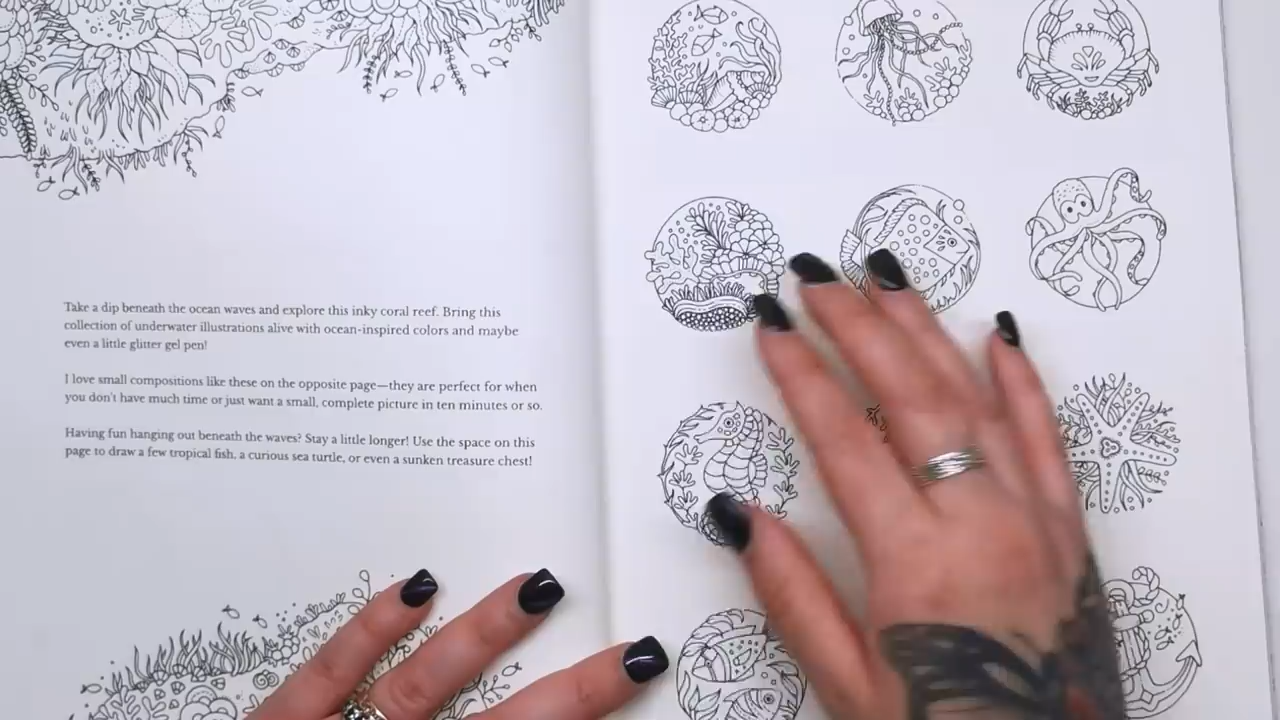 Take a dip beneath the ocean waves and explore this inky coral reef. Bring this
collection of underwater illustrations alive with ocean-inspired colors and maybe
even a little glitter gel pen!
I love small compositions like these on the opposite page—they are perfect for when
you don't have much time or just want a small, complete picture in ten minutes or so.
Having fun hanging out beneath the waves? Stay a little longer! Use the space on this
page to draw a few tropical fish, a curious sea turtle, or even a sunken treasure chest!